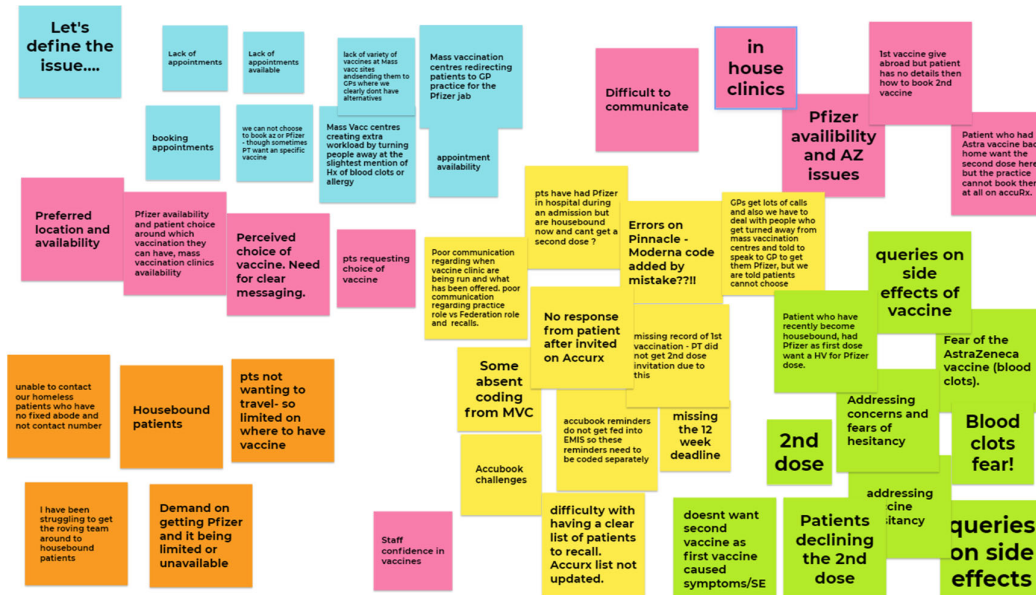 Let's
define the
issue....
Lack of
appointments
Lack of
appointments
available
lack of variety of
vaccines at Mass
vacc sites
andsending them to
GPs where we
clearly dont have
alternatives
Mass vaccination
centres redirecting
patients to GP
practice for the
Pfizer jab
booking
appointments
we can not choose
to book az or Pfizer
- though sometimes
PT want an specific
vaccine
Mass Vacc centres
creating extra
workload by turning
people away at the
slightest mention of
Hx of blood clots or
allergy
appointment
availability
Difficult to
communicate
in
house
clinics
1st vaccine give
abroad but patient
has no details then
how to book 2nd
vaccine
Pfizer
availibility
and AZ
issues
Patient who had
Astra vaccine bac
home want the
second dose here
but the practice
cannot book then
at all on accuRx.
Preferred
location and
availability
Pfizer availability
and patient choice
around which
vaccination they
can have, mass
vaccination clinics
availability
Perceived
choice of
vaccine. Need
for clear
messaging.
pts requesting
choice of
vaccine
pts have had Pfizer
in hospital during
an admission but
are housebound
now and cant get a
second dose ?
Poor communication
regarding when
vaccine clinic are
being run and what
has been offered. poor
communication
regarding practice
role vs Federation role
and recalls.
Errors on
Pinnacle -
Moderna code
added by
mistake??!!
GPs get lots of calls
and also we have to
deal with people who
get turned away from
mass vaccination
centres and told to
speak to GP to get
them Pfizer, but we
are told patients
cannot choose
No response
from patient
after invited
on Accurx
missing record of 1st
vaccination - PT did
not get 2nd dose
invitation due to
this
Some
absent
coding
from MVC
accubook reminders
do not get fed into
EMIS so these
reminders need to
be coded separately
missing
the 12
week
deadline
Accubook
challenges
difficulty with
having a clear
list of patients
to recall.
Accurx list not
updated.
queries on
side
effects of
vaccine
Patient who have
recently become
housebound, had
Pfizer as first dose
want a HV for Pfizer
dose.
Fear of the
AstraZeneca
vaccine (blood
clots).
Addressing
concerns and
fears of
hesitancy
Blood
clots
fear!
2nd
dose
addressing
doesnt want
second
vaccine as
first vaccine
caused
symptoms/SE
Patients
declining
the 2nd
dose
queries
on side
effects
unable to contact
our homeless
patients who have
no fixed abode and
not contact number
Housebound
patients
pts not
wanting to
travel- so
limited on
where to have
vaccine
I have been
struggling to get
the roving team
around to
housebound
patients
Demand on
getting Pfizer
and it being
limited or
unavailable
Staff
confidence in
vaccines